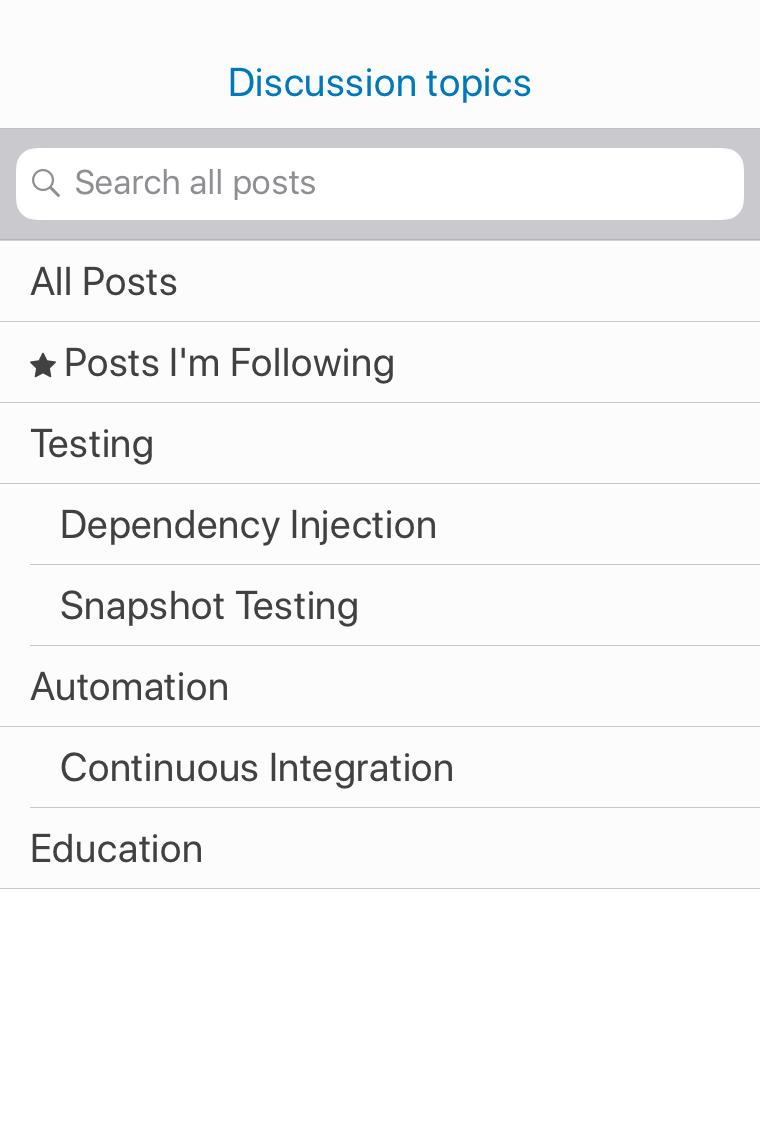 Discussion topics
Search all posts
All Posts
Posts I'm Following
Testing
Dependency Injection
Snapshot Testing
Automation
Continuous Integration
Education